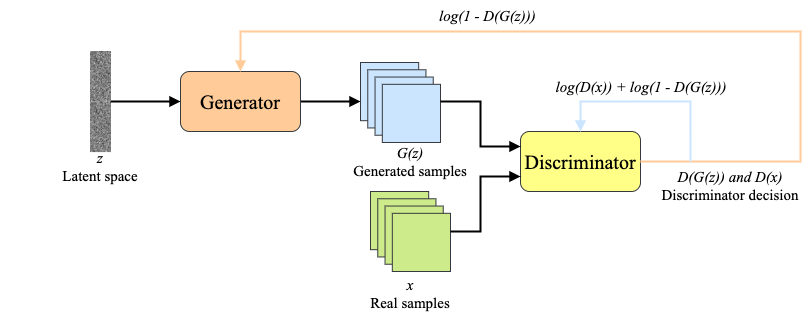 log(1 - D(G(z)))
log(D(x)) + log(1 - D(G(z)))
Generator
z
Latent space
G(z)
Generated samples
Discriminator
D(G(z)) and D(x)
Discriminator decision
x
Real samples